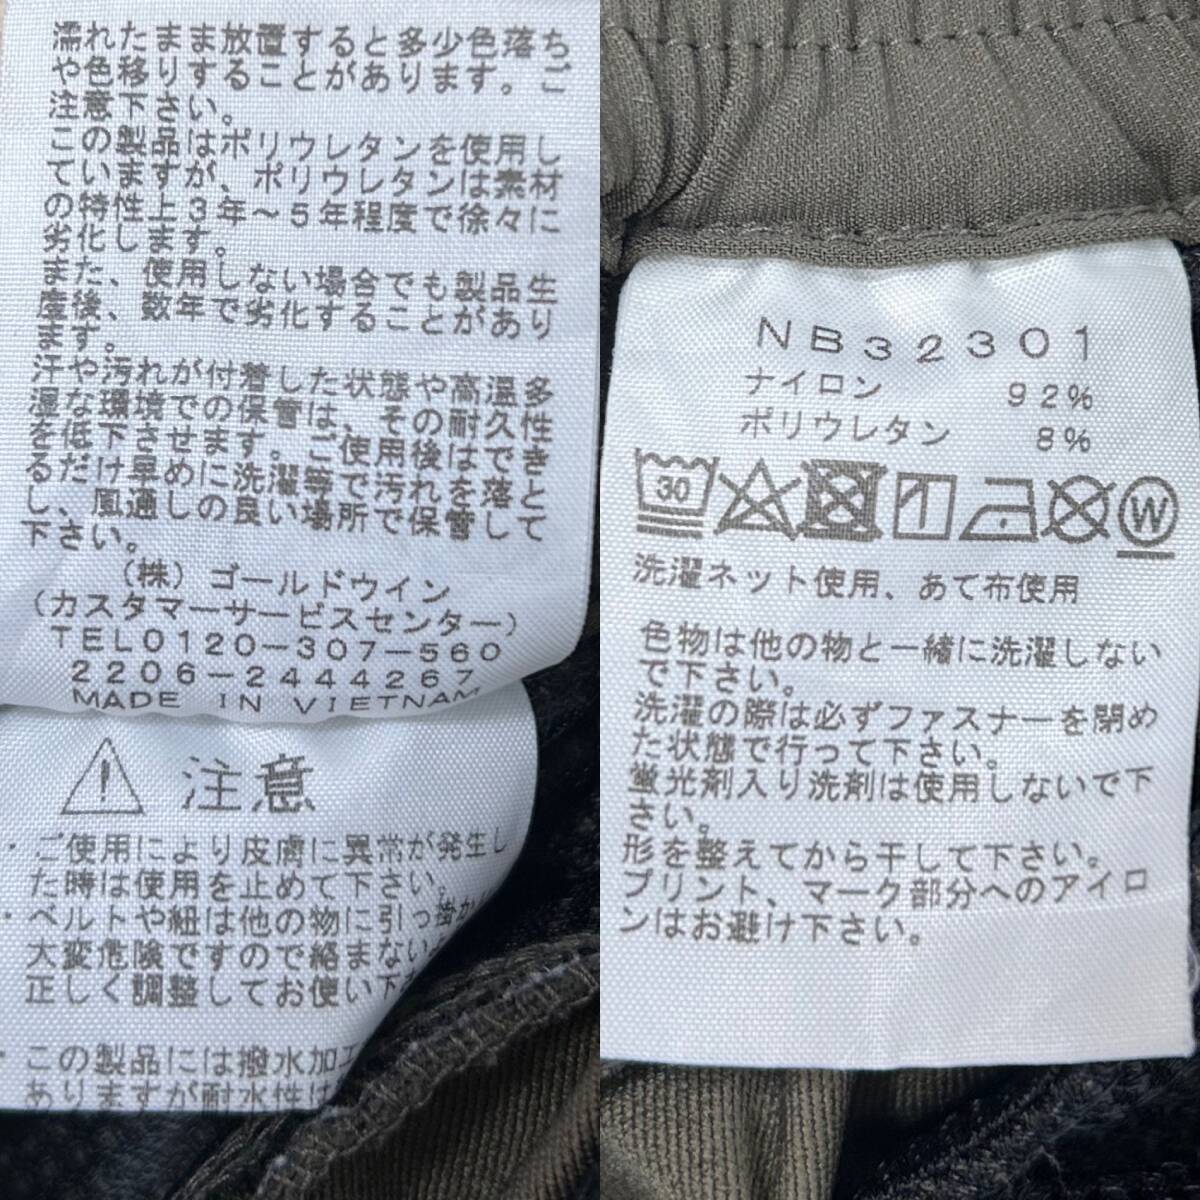 濡れたまま放置すると多少色落ち
や色移りすることがあります。ご
注意下さい。
この製品はポリウレタンを使用し
ていますが、ポリウレタンは素材
の特性上3年～5年程度で徐々に
劣化します。
また、使用しない場合でも製品生
産後、数年で劣化することがあり
ます。
汗や汚れが付着した状態や高温多
湿な環境での保管は、その耐久性
を低下させます。ご使用後はでき
るだけ早めに洗濯等で汚れを落と
し、風通しの良い場所で保管して
下さい。
(株)ゴールドウイン
(カスタマーサービスセンター)
TEL0120-307-560
2206-2444267
MADE IN VIETNAM
注意
・ご使用により皮膚に異常が発生し
た時は使用を止めて下さい。
・ベルトや紐は他の物に引っ掛か
大変危険ですので絡まない
正しく調整してお使い下
・この製品には撥水加工
ありますが耐水性は
NB32301
ナイロン 92%
ポリウレタン 8%
30
W
洗濯ネット使用、あて布使用
色物は他の物と一緒に洗濯しない
で下さい。
洗濯の際は必ずファスナーを閉め
た状態で行って下さい。
蛍光剤入り洗剤は使用しないで下
さい。
形を整えてから干して下さい。
プリント、マーク部分へのアイロ
ンはお避け下さい。